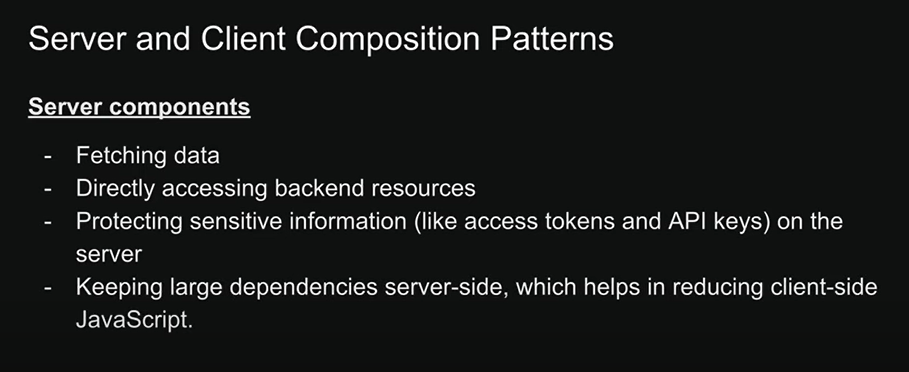 Server and Client Composition Patterns
Server components
- Fetching data
- Directly accessing backend resources
- Protecting sensitive information (like access tokens and API keys) on the
server
- Keeping large dependencies server-side, which helps in reducing client-side
JavaScript.